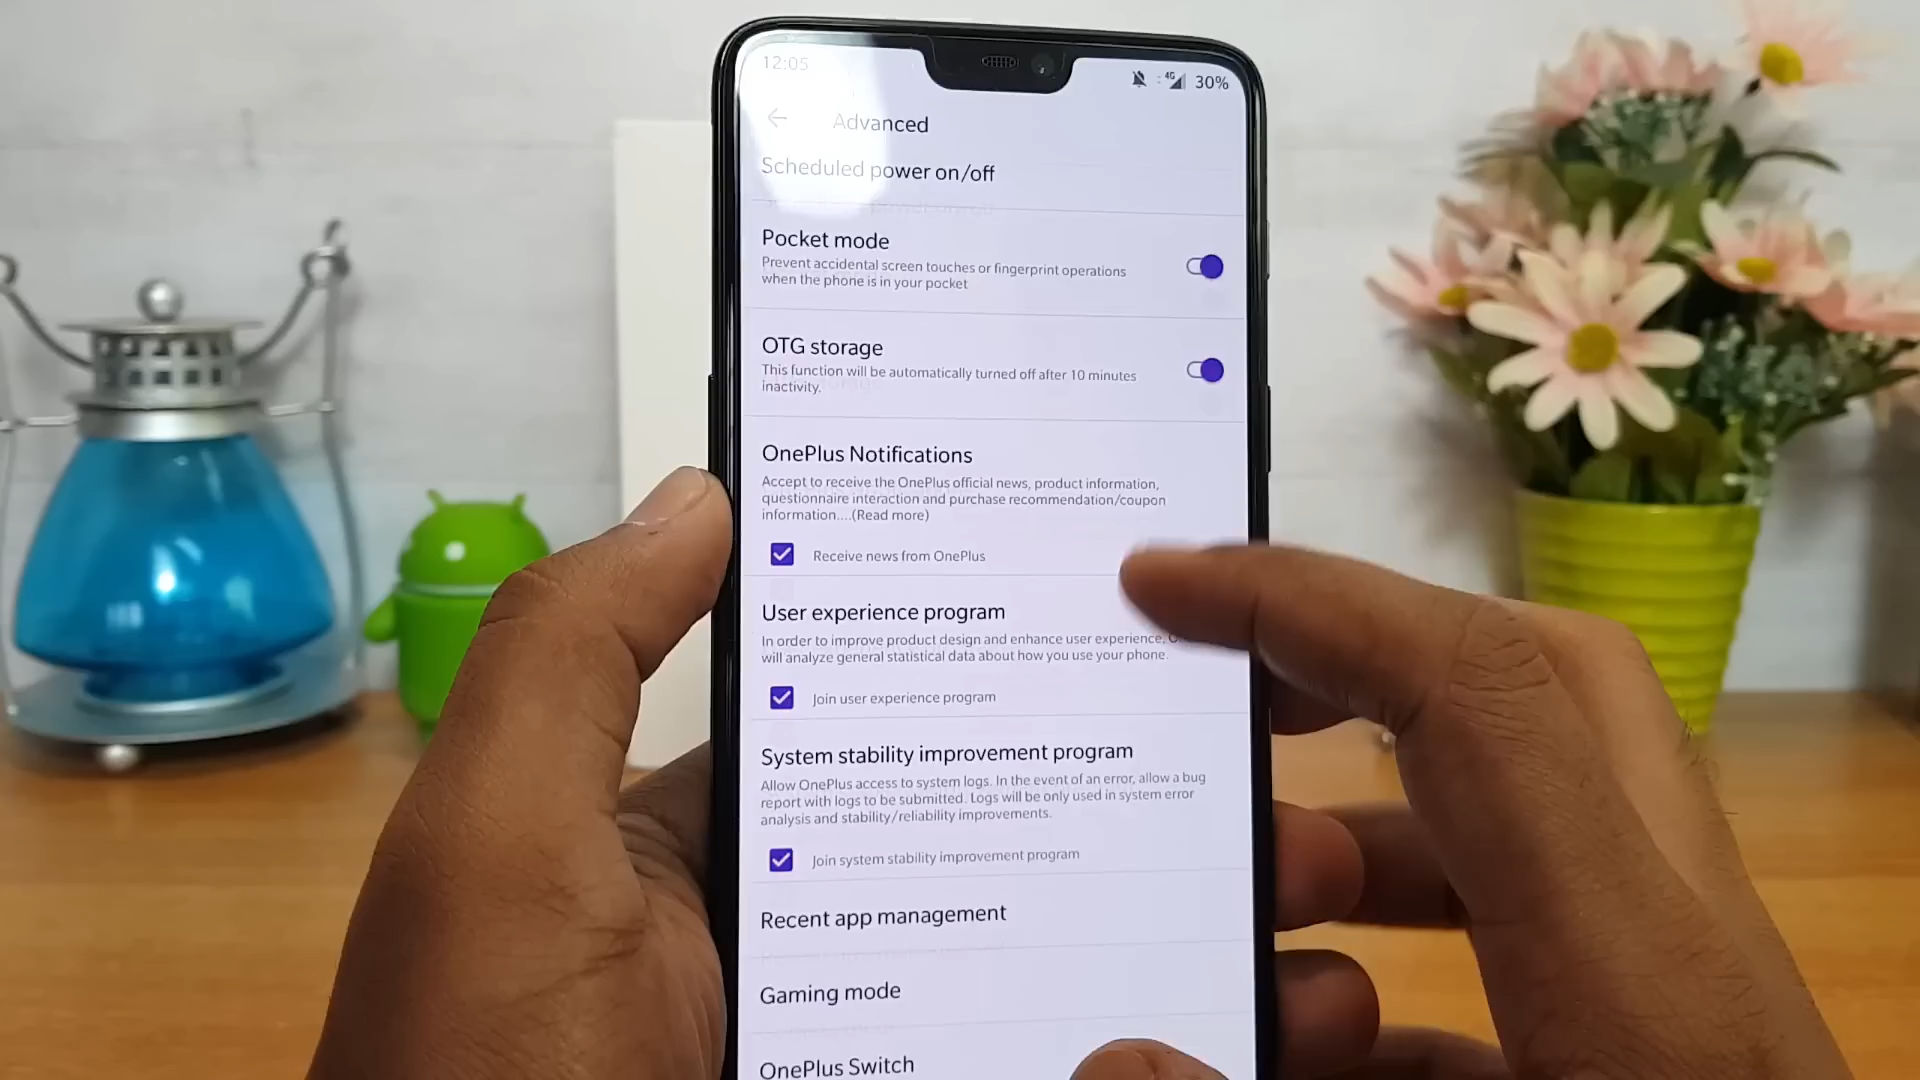 12:05
4G 30%
Advanced
Scheduled power on/off
Pocket mode
Prevent accidental screen touches or fingerprint operations
when the phone is in your pocket
OTG storage
This function will be automatically turned off after 10 minutes
inactivity.
OnePlus Notifications
Accept to receive the OnePlus official news, product information,
questionnaire interaction and purchase recommendation/coupon
information....(Read more)
Receive news from OnePlus
User experience program
In order to improve product design and enhance user experience,
will analyze general statistical data about how you use your phone.
Join user experience program
System stability improvement program
Allow OnePlus access to system logs. In the event of an error, allow a bug
report with logs to be submitted. Logs will be only used in system error
analysis and stability/reliability improvements.
Join system stability improvement program
Recent app management
Gaming mode
OnePlus Switch